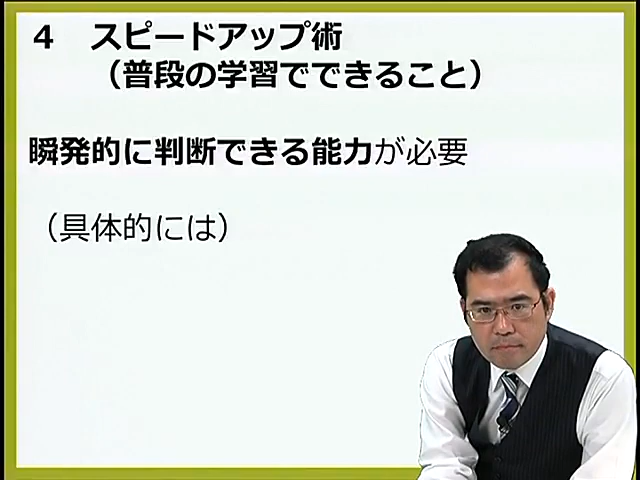 4　スピードアップ術
（普段の学習でできること）
瞬発的に判断できる能力が必要
（具体的には）